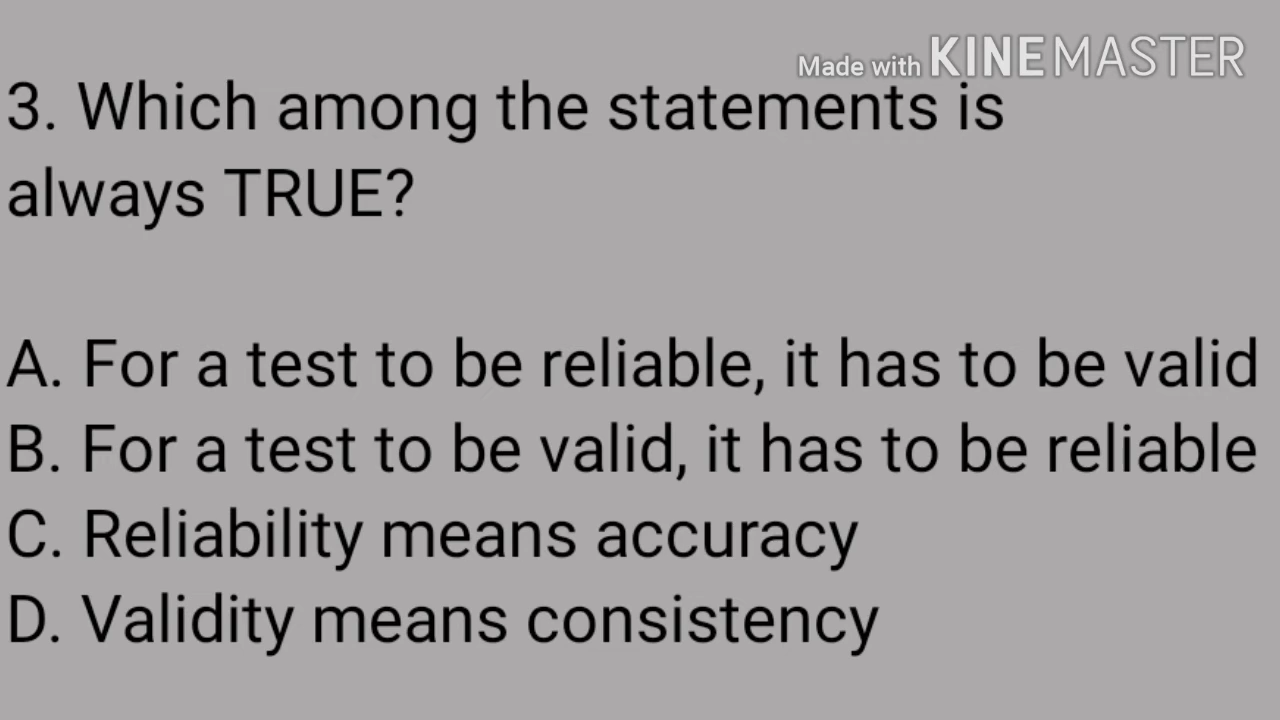 Made with KINEMASTER
3. Which among the statements is
always TRUE?
A. For a test to be reliable, it has to be valid
B. For a test to be valid, it has to be reliable
C. Reliability means accuracy
D. Validity means consistency